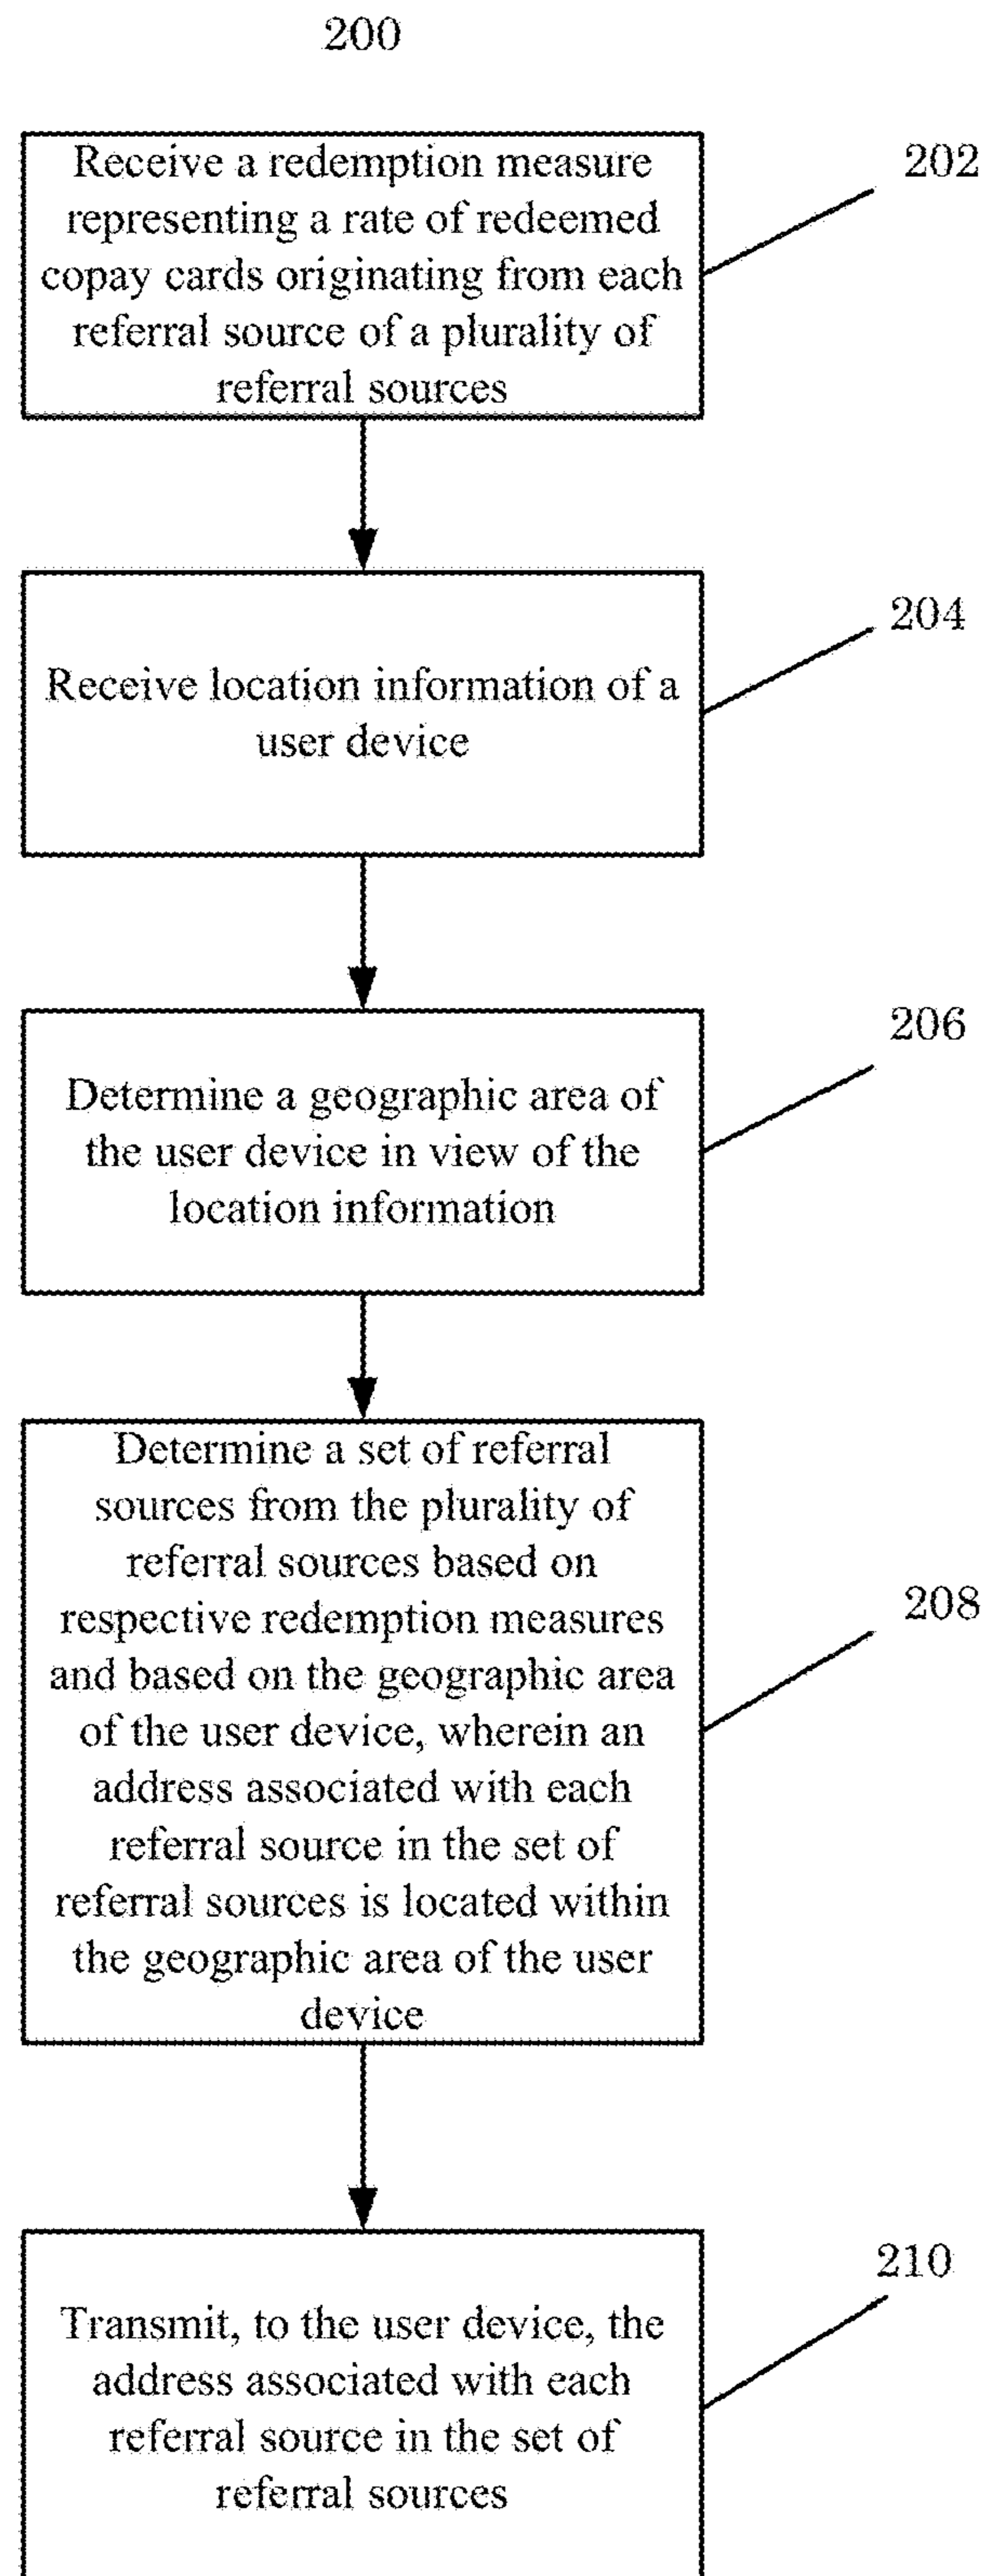 200
Receive a redemption measure
representing a rate of redeemed
copay cards originating from each
referral source of a plurality of
referral sources
202
Receive location information of a
user device
204
Determine a geographic area of
the user device in view of the
location information
206
Determine a set of referral
sources from the plurality of
referral sources based on
respective redemption measures
and based on the geographic area
of the user device, wherein an
address associated with each
referral source in the set of
referral sources is located within
the geographic area of the user
device
208
Transmit, to the user device, the
address associated with each
referral source in the set of
referral sources
210